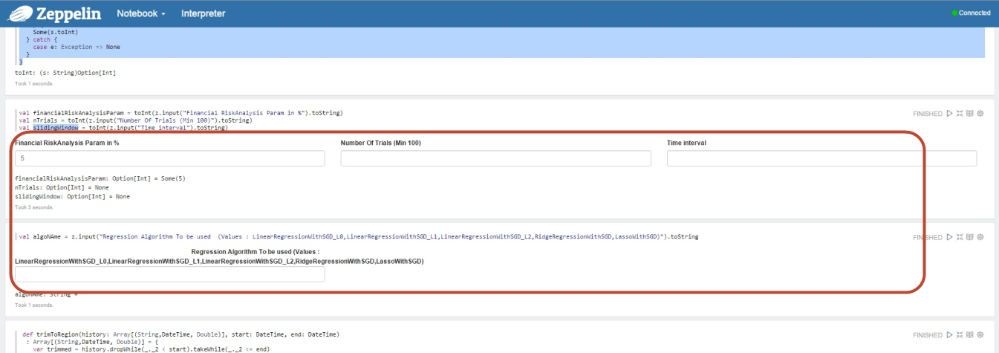 Zeppelin Notebook Interpreter Connected
Some(s.toInt)
} catch {
case e: Exception => None
}
}
toInt: (s: String)Option[Int]
Took 1 seconds.
val financialRiskAnalysisParam = toInt(z.input("Financial RiskAnalysis Param in %").toString)
FINISHED
val nTrials = toInt(z.input("Number Of Trials (Min 100)").toString)
val slidingWindow = toInt(z.input("Time interval").toString)
Financial RiskAnalysis Param in % Number Of Trials (Min 100) Time interval
5
financialRiskAnalysisParam: Option[Int] = Some(5)
nTrials: Option[Int] = None
slidingWindow: Option[Int] = None
Took 3 seconds.
val algoNAme = z.input("Regression Algorithm To be used  (Values : LinearRegressionWithSGD_L0,LinearRegressionWithSGD_L1,LinearRegressionWithSGD_L2,RidgeRegressionWithSGD,LassoWithSGD)").toString
FINISHED
Regression Algorithm To be used (Values :
LinearRegressionWithSGD_L0,LinearRegressionWithSGD_L1,LinearRegressionWithSGD_L2,RidgeRegressionWithSGD,LassoWithSGD)
algoNAme: String =
Took 1 seconds.
def trimToRegion(history: Array[(String,DateTime, Double)], start: DateTime, end: DateTime)
FINISHED
: Array[(String,DateTime, Double)] = {
var trimmed = history.dropWhile(_._2 < start).takeWhile(_._2 <= end)